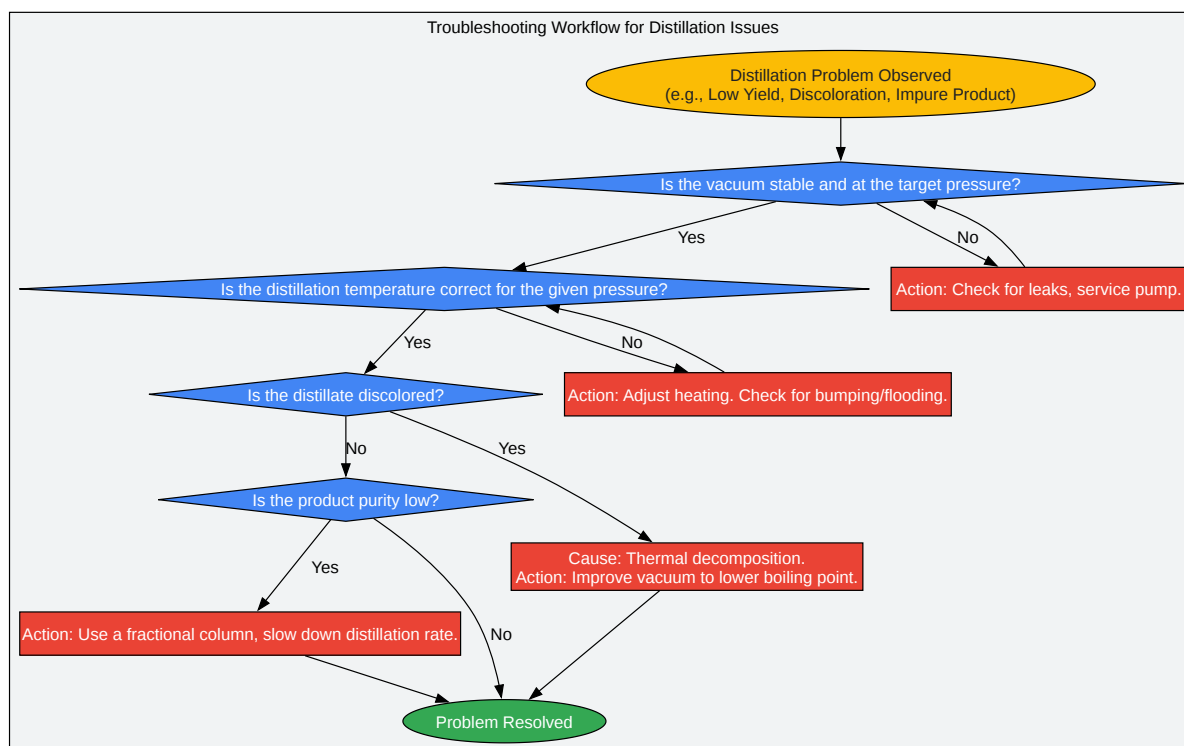 Troubleshooting Workflow for Distillation Issues
Distillation Problem Observed
(e.g., Low Yield, Discoloration, Impure Product)
Is the vacuum stable and at the target pressure?
Yes
No
Is the distillation temperature correct for the given pressure?
Action: Check for leaks, service pump.
Yes
No
Is the distillate discolored?
Action: Adjust heating. Check for bumping/flooding.
No
Yes
Is the product purity low?
Cause: Thermal decomposition.
Action: Improve vacuum to lower boiling point.
Yes
Action: Use a fractional column, slow down distillation rate.
No
Problem Resolved